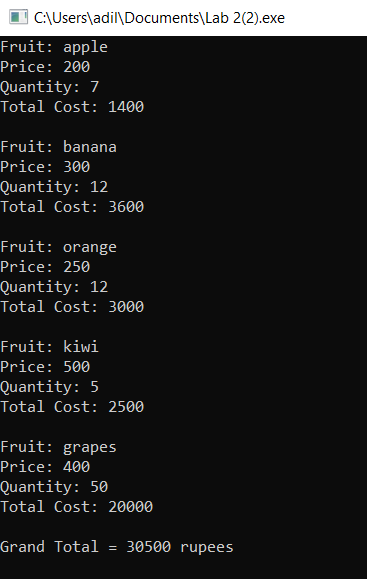 C:\Users\adil\Documents\Lab 2(2).exe
Fruit: apple
Price: 200
Quantity: 7
Total Cost: 1400
Fruit: banana
Price: 300
Quantity: 12
Total Cost: 3600
Fruit: orange
Price: 250
Quantity: 12
Total Cost: 3000
Fruit: kiwi
Price: 500
Quantity: 5
Total Cost: 2500
Fruit: grapes
Price: 400
Quantity: 50
Total Cost: 20000
Grand Total = 30500 rupees